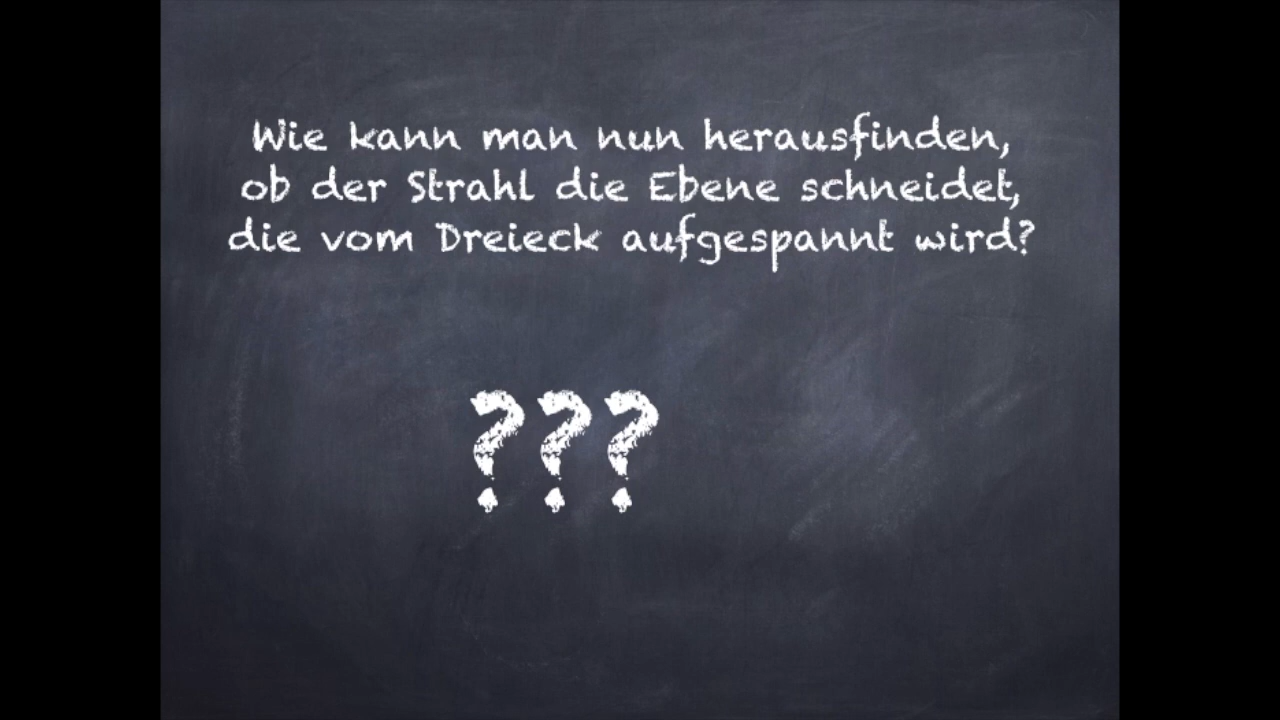 Wie kann man nun herausfinden,
ob der Strahl die Ebene schneidet,
die vom Dreieck aufgespannt wird?
???